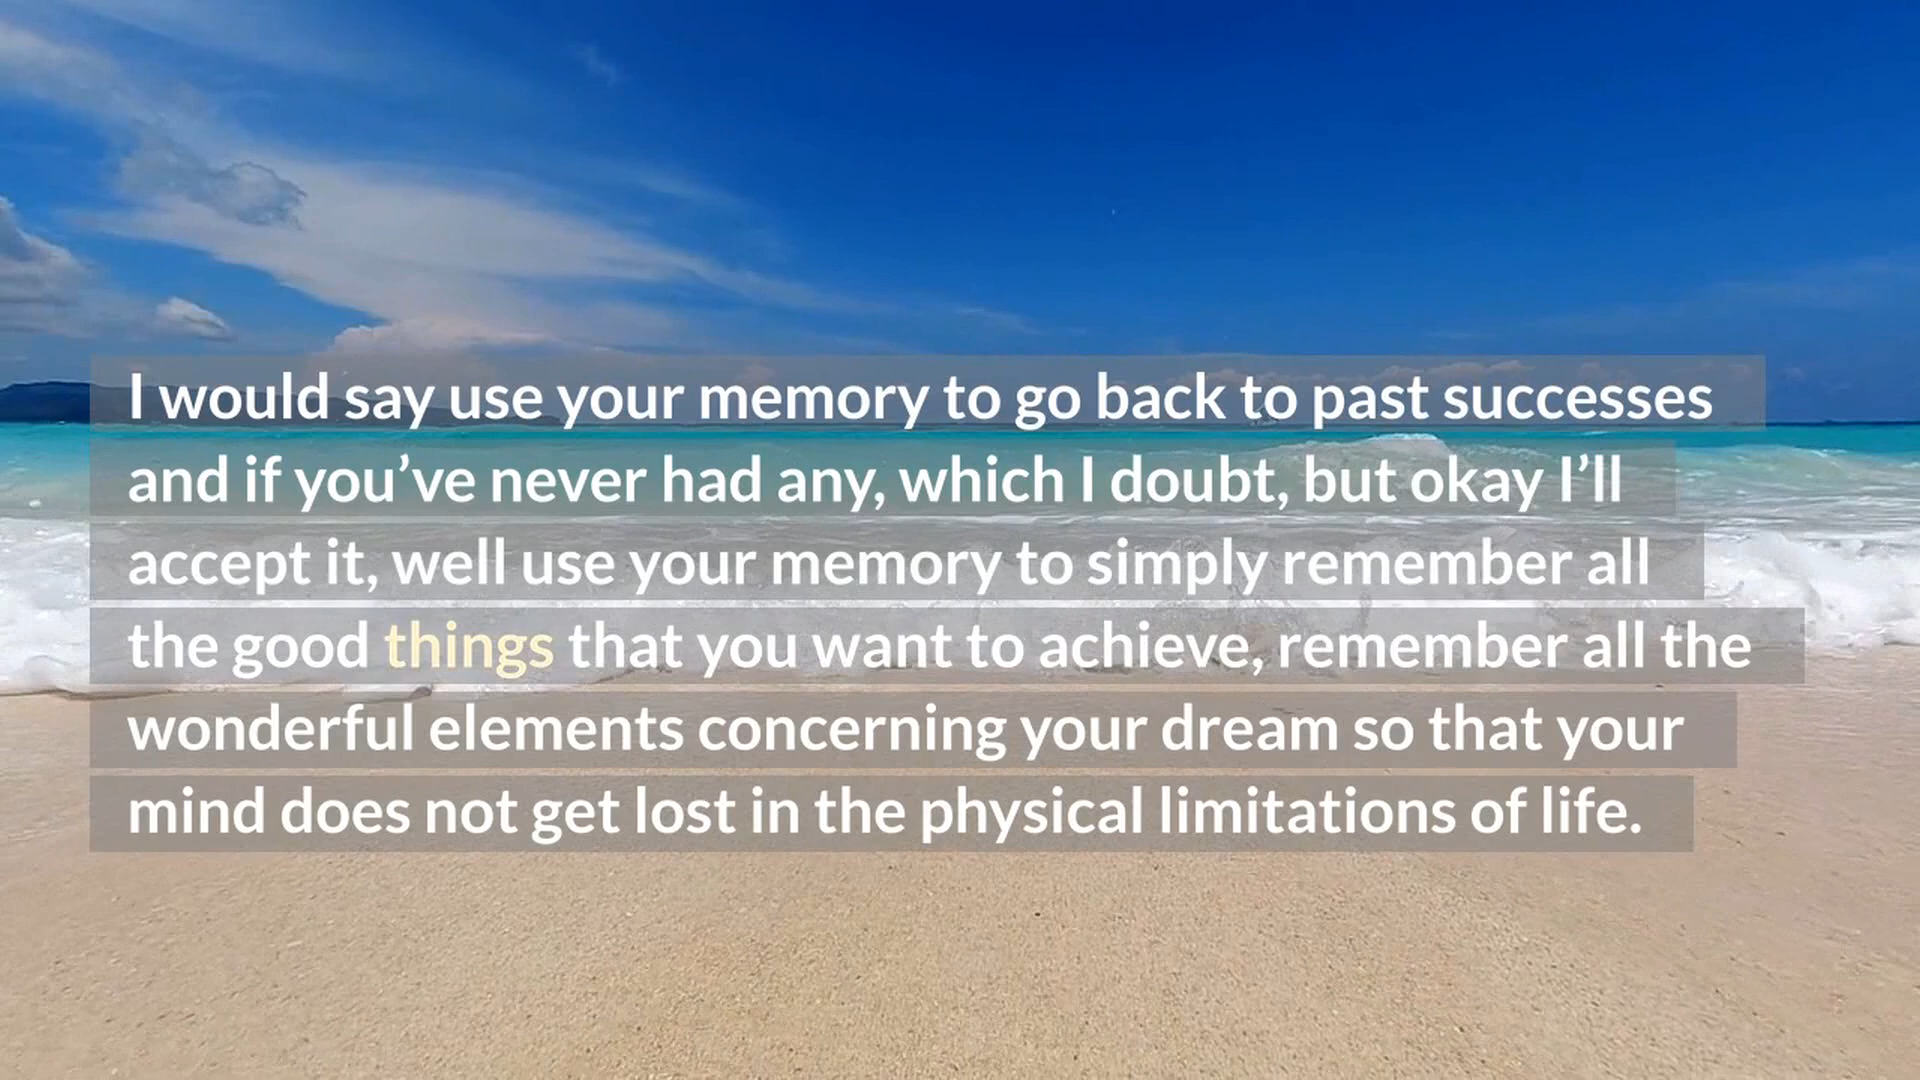 I would say use your memory to go back to past successes
and if you’ve never had any, which I doubt, but okay I’ll
accept it, well use your memory to simply remember all
the good things that you want to achieve, remember all the
wonderful elements concerning your dream so that your
mind does not get lost in the physical limitations of life.